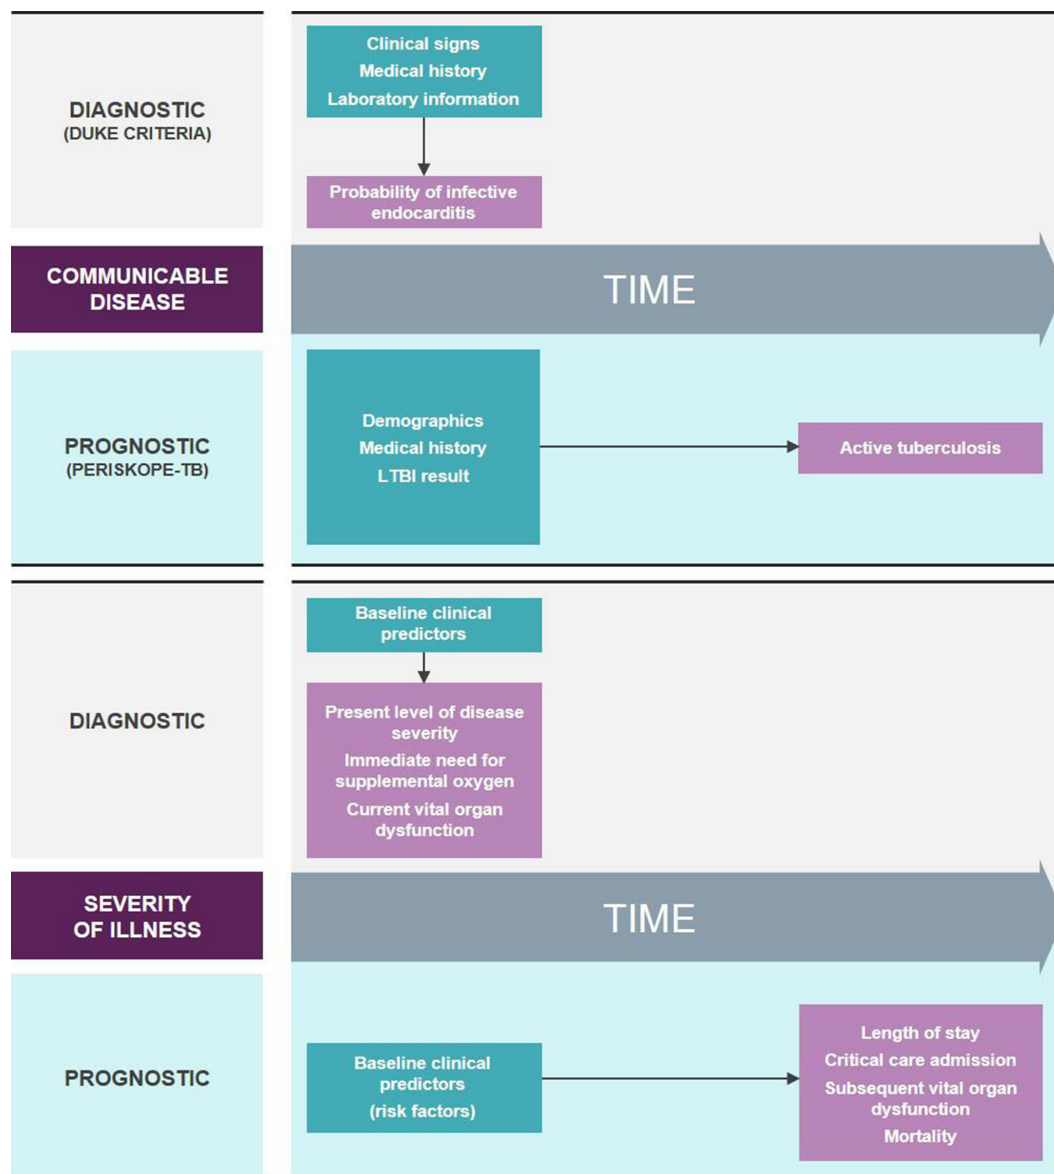 DIAGNOSTIC
(DUKE CRITERIA)
Clinical signs
Medical history
Laboratory information
Probability of infective
endocarditis
COMMUNICABLE
DISEASE
TIME
PROGNOSTIC
(PERISKOPE-TB)
Demographics
Medical history
LTBI result
Active tuberculosis
DIAGNOSTIC
Baseline clinical
predictors
Present level of disease
severity
Immediate need for
supplemental oxygen
Current vital organ
dysfunction
SEVERITY
OF ILLNESS
TIME
PROGNOSTIC
Baseline clinical
predictors
(risk factors)
Length of stay
Critical care admission
Subsequent vital organ
dysfunction
Mortality